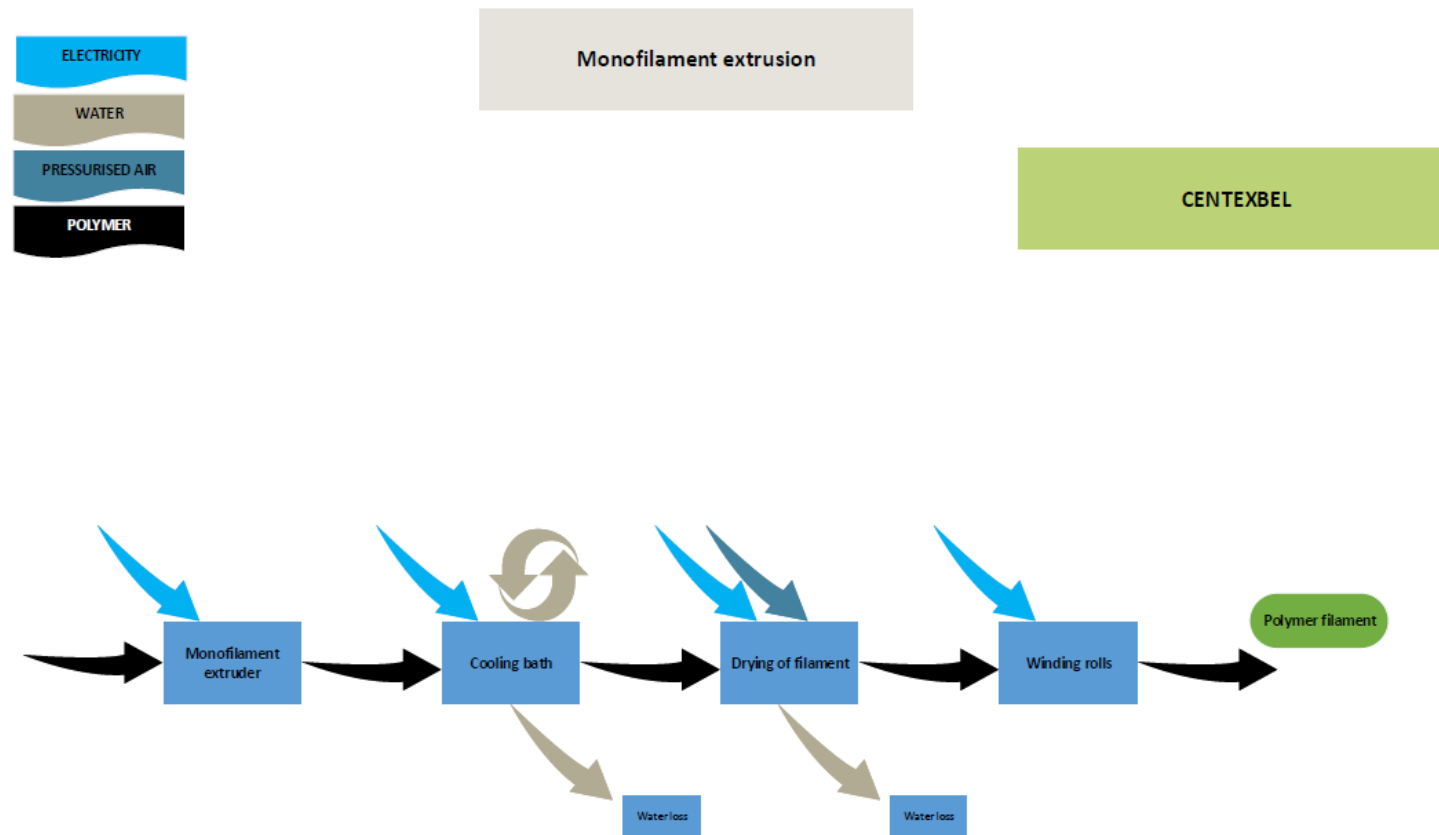 Monofilament extrusion
ELECTRICITY
WATER
PRESSURISED AIR
POLYMER
CENTEXBEL
Monofilament
extruder
Cooling bath
Drying of filament
Winding rolls
Polymer filament
Water loss
Water loss